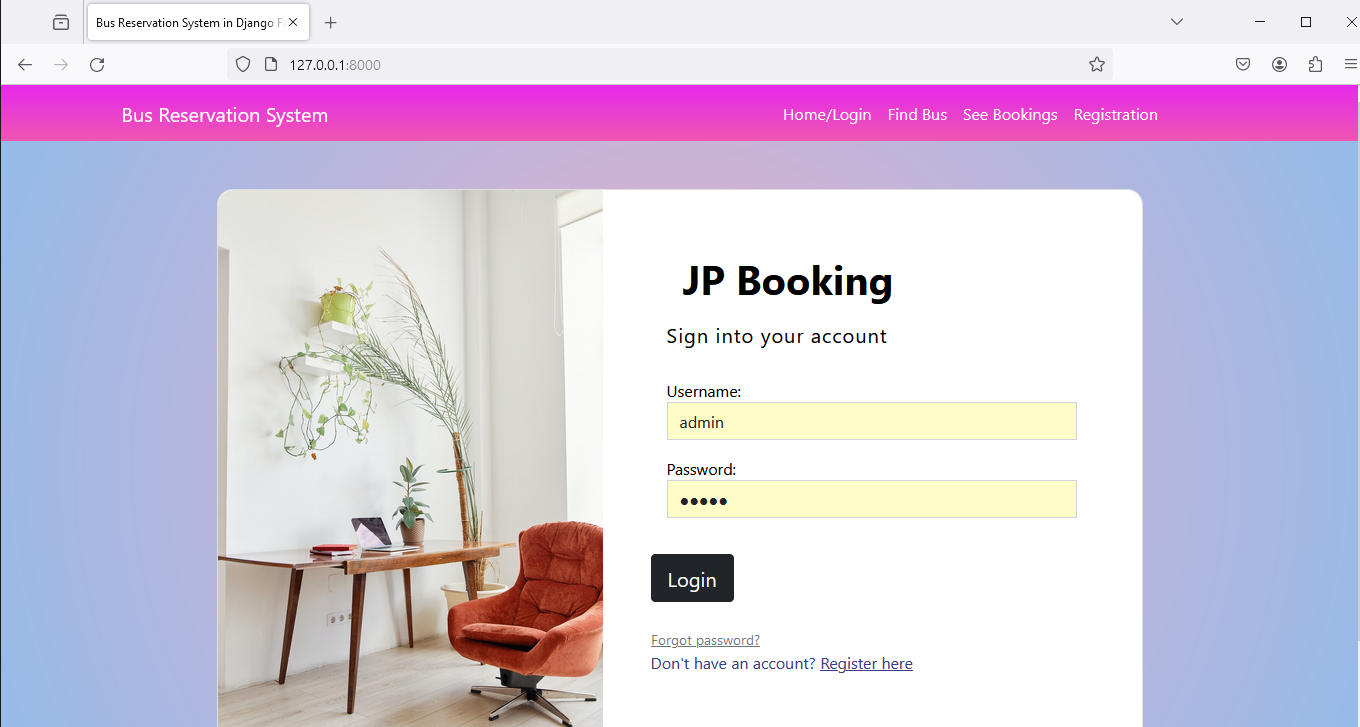 Bus Reservation System in Django
127.0.0.1:8000
Bus Reservation System
Home/Login Find Bus See Bookings Registration
JP Booking
Sign into your account
Username:
admin
Password:
●●●●●
Login
Forgot password?
Don't have an account? Register here